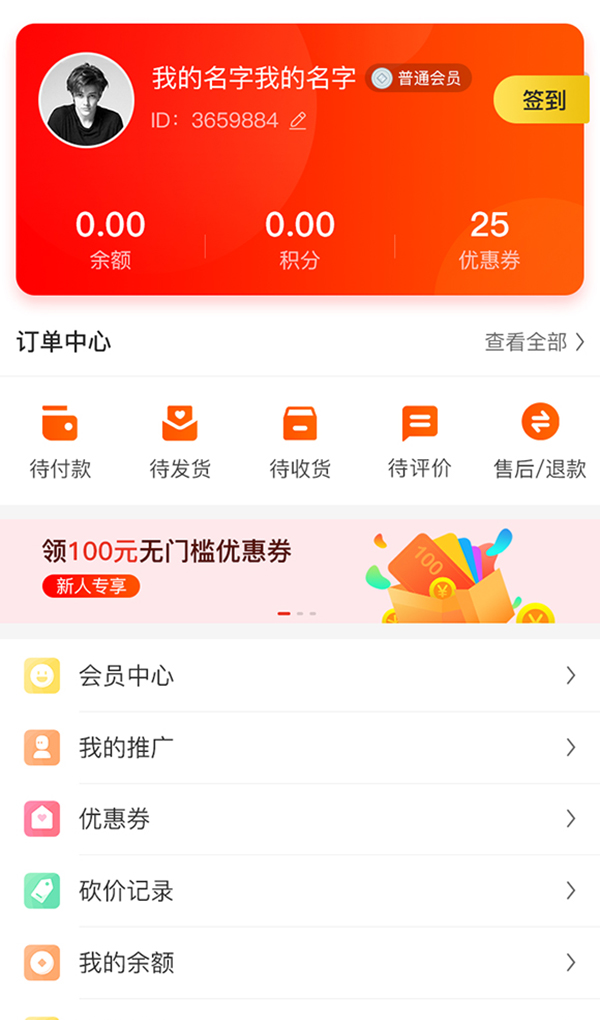 我的名字我的名字 普通会员
签到
ID: 3659884
0.00 0.00 25
余额 积分 优惠券
订单中心 查看全部
待付款 待发货 待收货 待评价 售后/退款
领100元无门槛优惠券
新人专享
100
¥ ¥ ¥
会员中心
我的推广
优惠券
砍价记录
我的余额